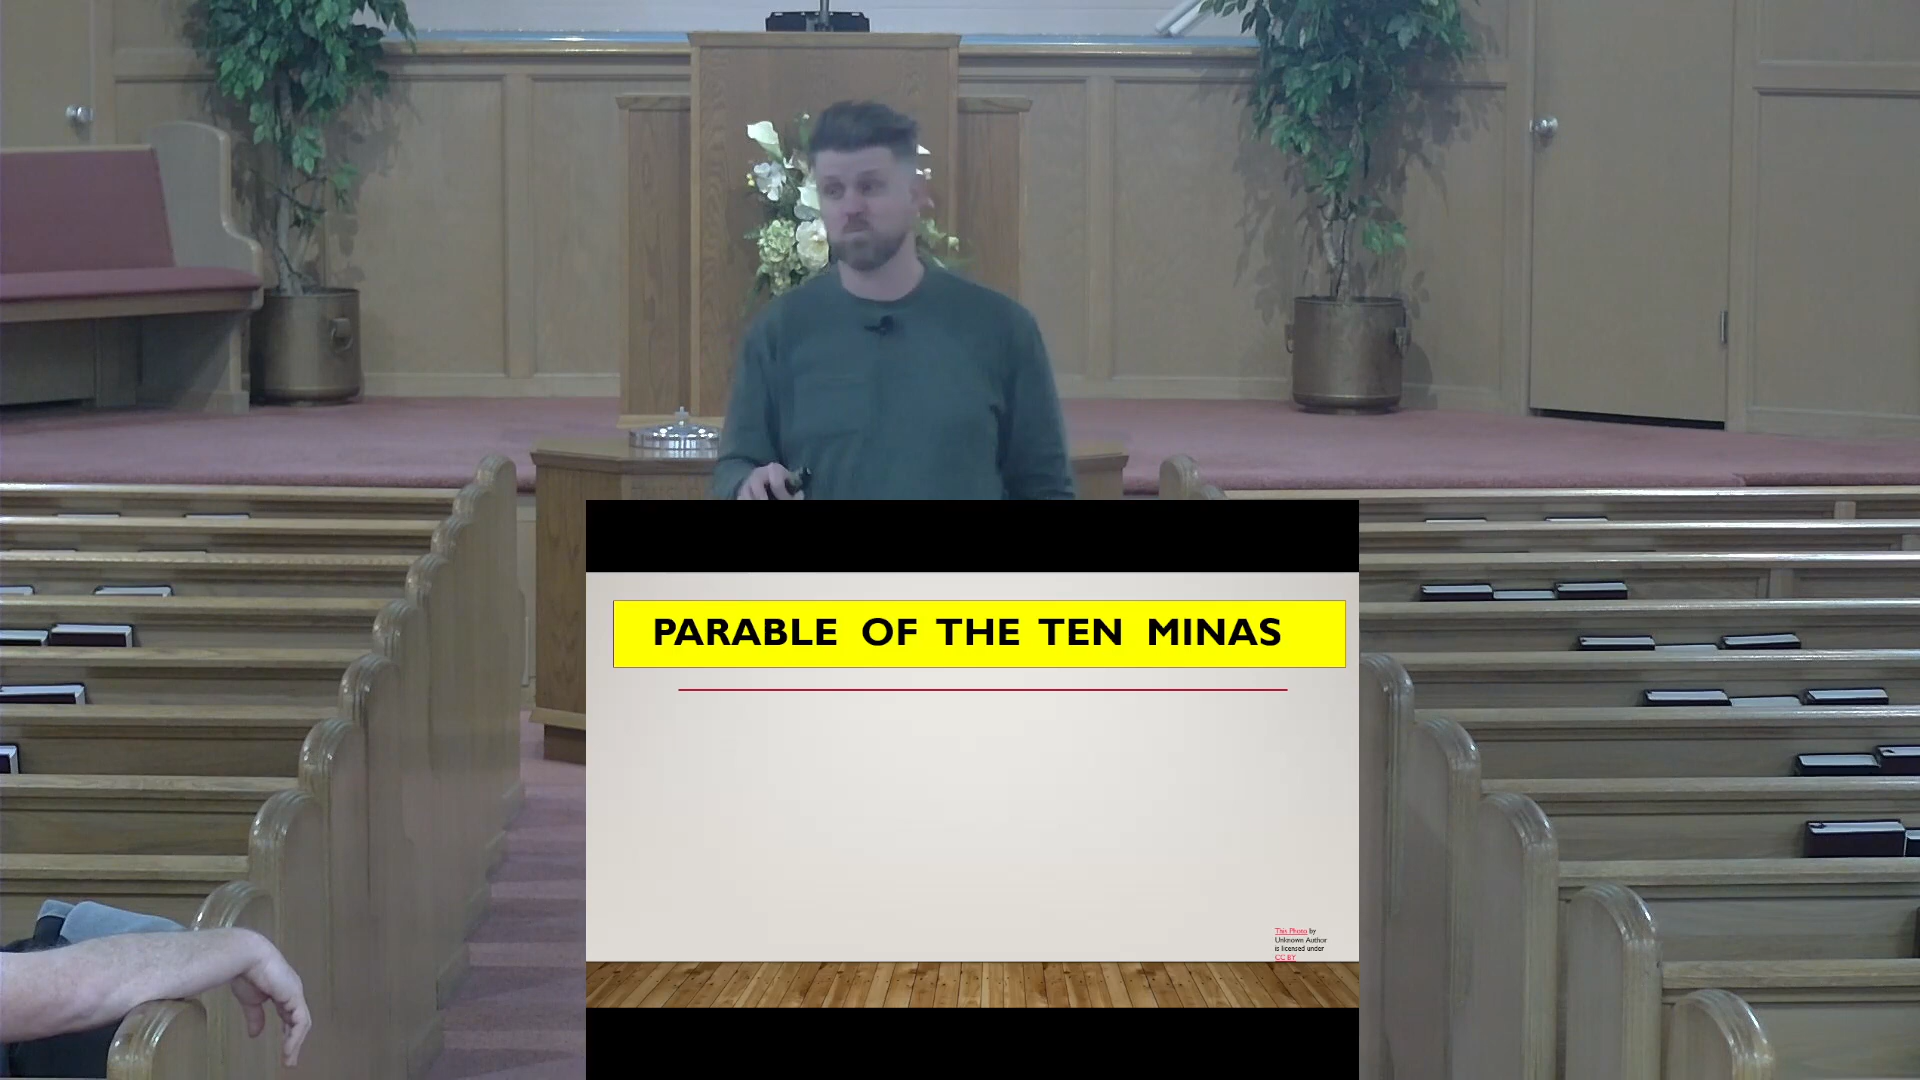 PARABLE OF THE TEN MINAS
This Photo by
Unknown Author
is licensed under
CC BY